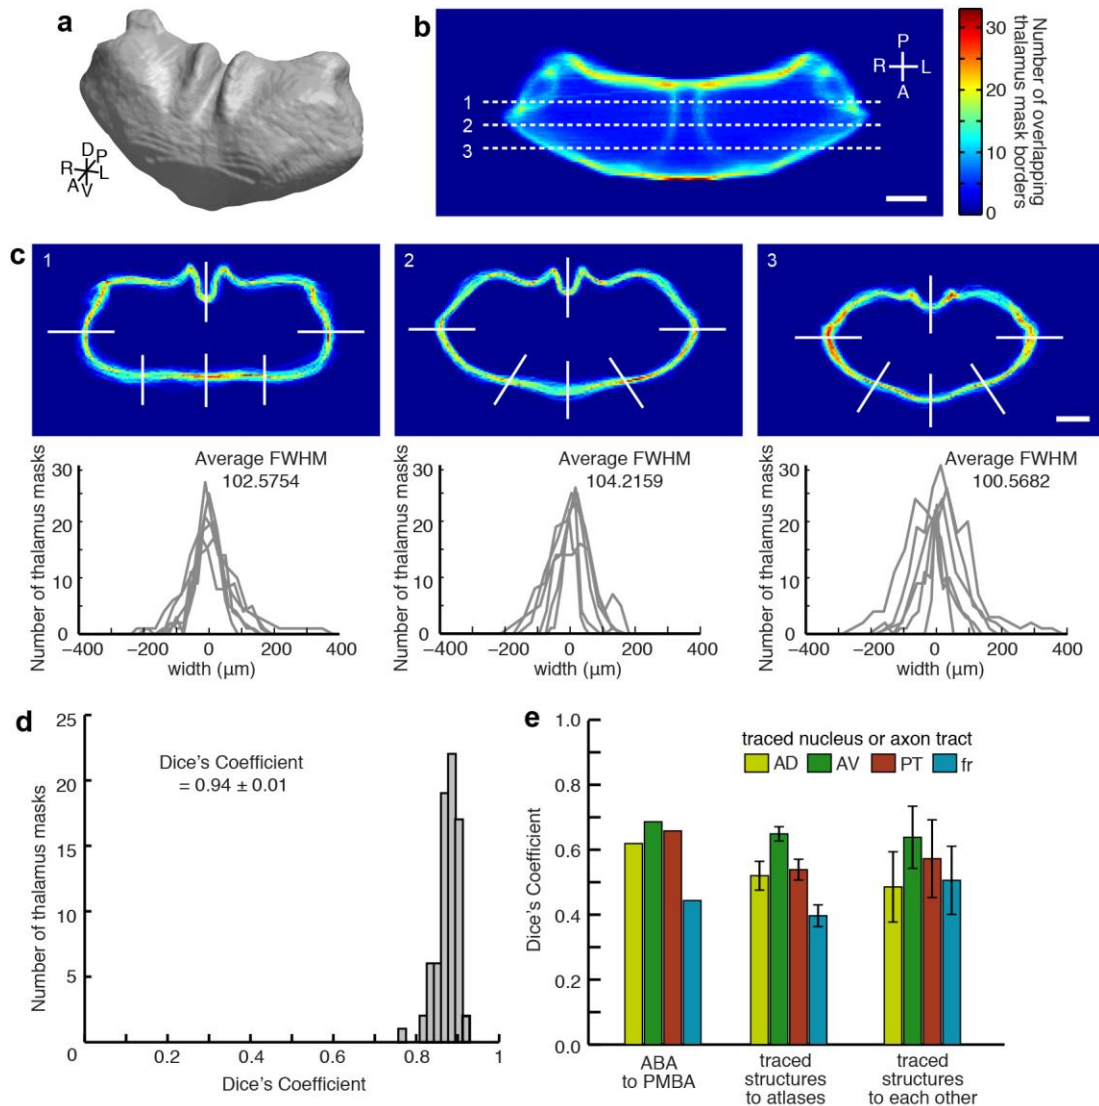 a
D
P
R
L
A
V
b
P
R
L
A
1
2
3
30
20
10
0
Number of overlapping
thalamus mask borders
c
1
2
3
Number of thalamus masks
30
20
10
0
Average FWHM
102.5754
−400 −200 0 200 400
width (µm)
Number of thalamus masks
30
20
10
0
Average FWHM
104.2159
−400 −200 0 200 400
width (µm)
Number of thalamus masks
30
20
10
0
Average FWHM
100.5682
−400 −200 0 200 400
width (µm)
d
Number of thalamus masks
25
20
15
10
5
0
Dice's Coefficient
= 0.94 ± 0.01
0.2 0.4 0.6 0.8 1
Dice's Coefficient
e
Dice's Coefficient
1.0
0.8
0.6
0.4
0.2
0.0
traced nucleus or axon tract
AD AV PT fr
ABA
to PMBA
traced
structures
to atlases
traced
structures
to each other